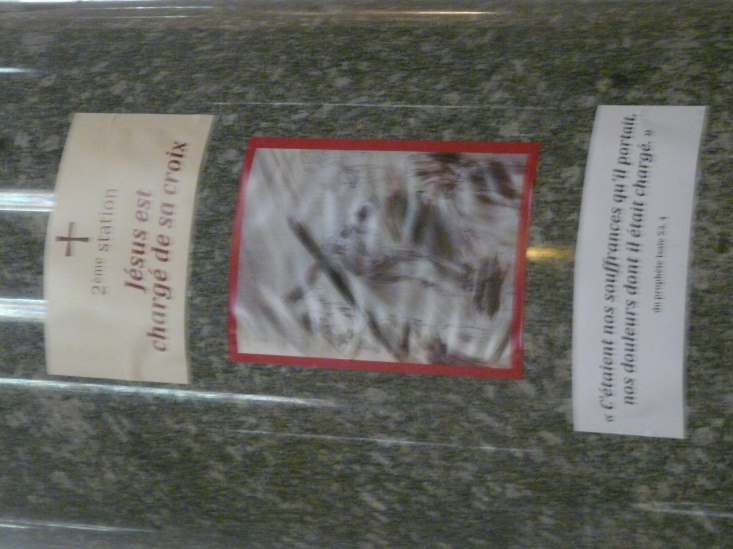 2ème station
Jésus est
chargé de sa croix
« C'étaient nos souffrances qu'il portait,
nos douleurs dont il était chargé. »
du prophète Isaïe 53, 4